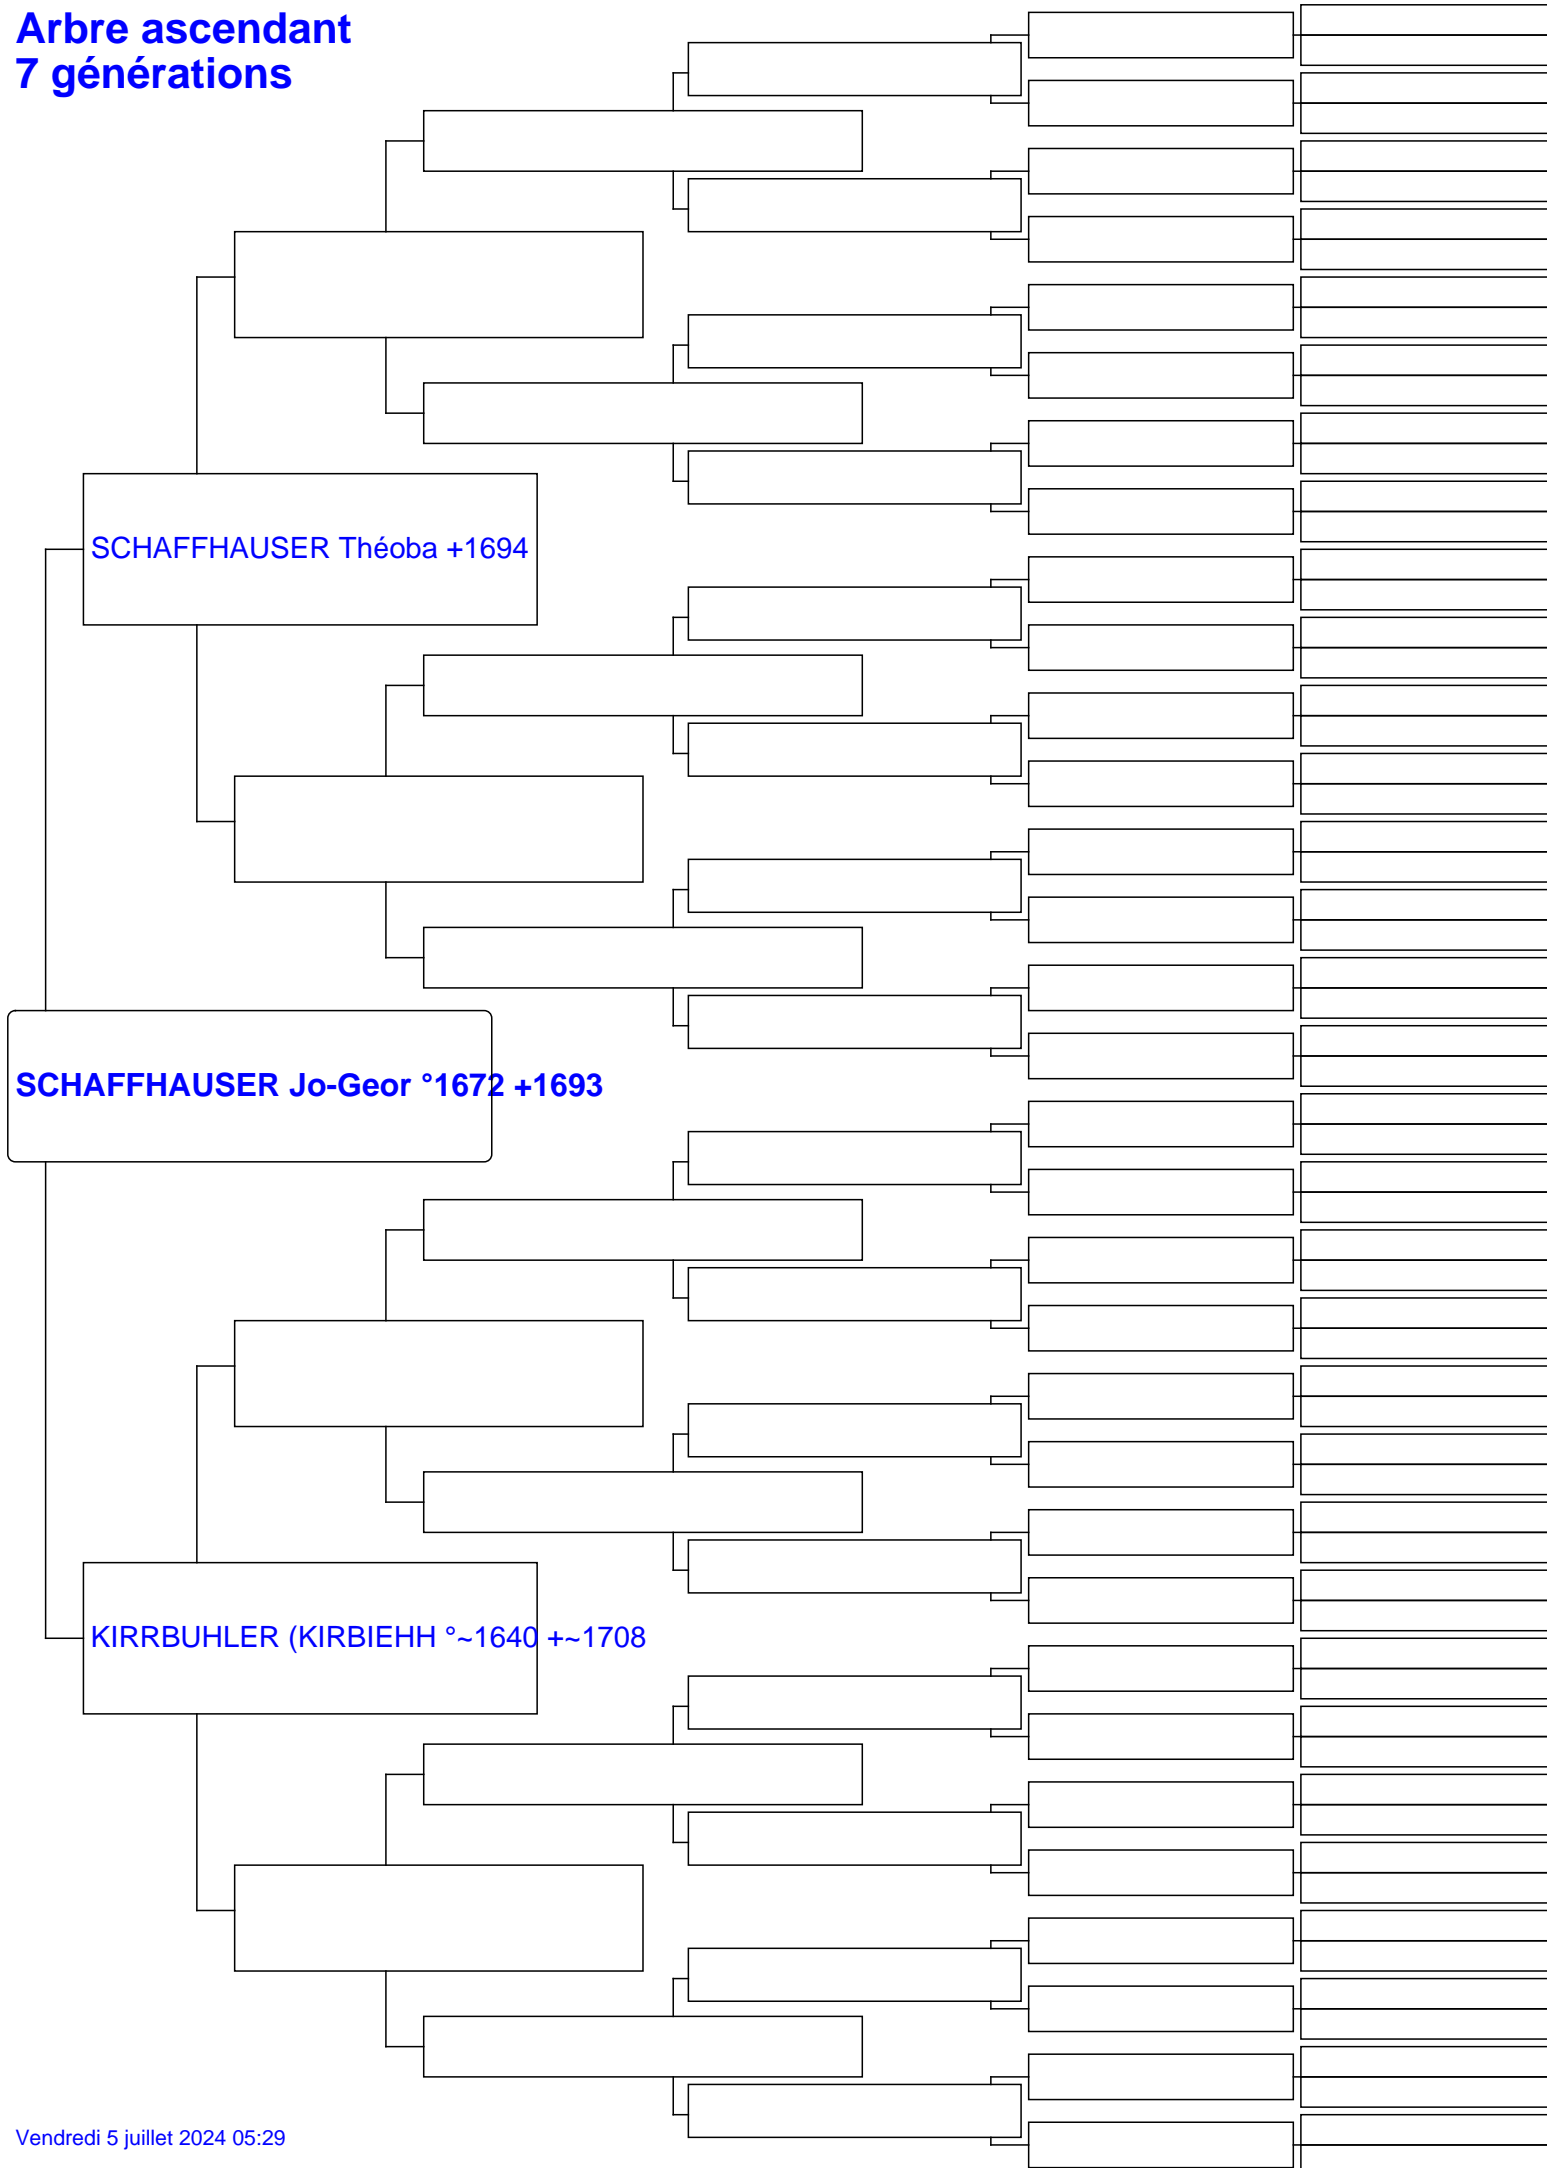 Arbre ascendant
7 générations
SCHAFFHAUSER Théoba +1694
SCHAFFHAUSER Jo-Geor °1672 +1693
KIRRBUHLER (KIRBIEHH °~1640 +~1708
Vendredi 5 juillet 2024 05:29